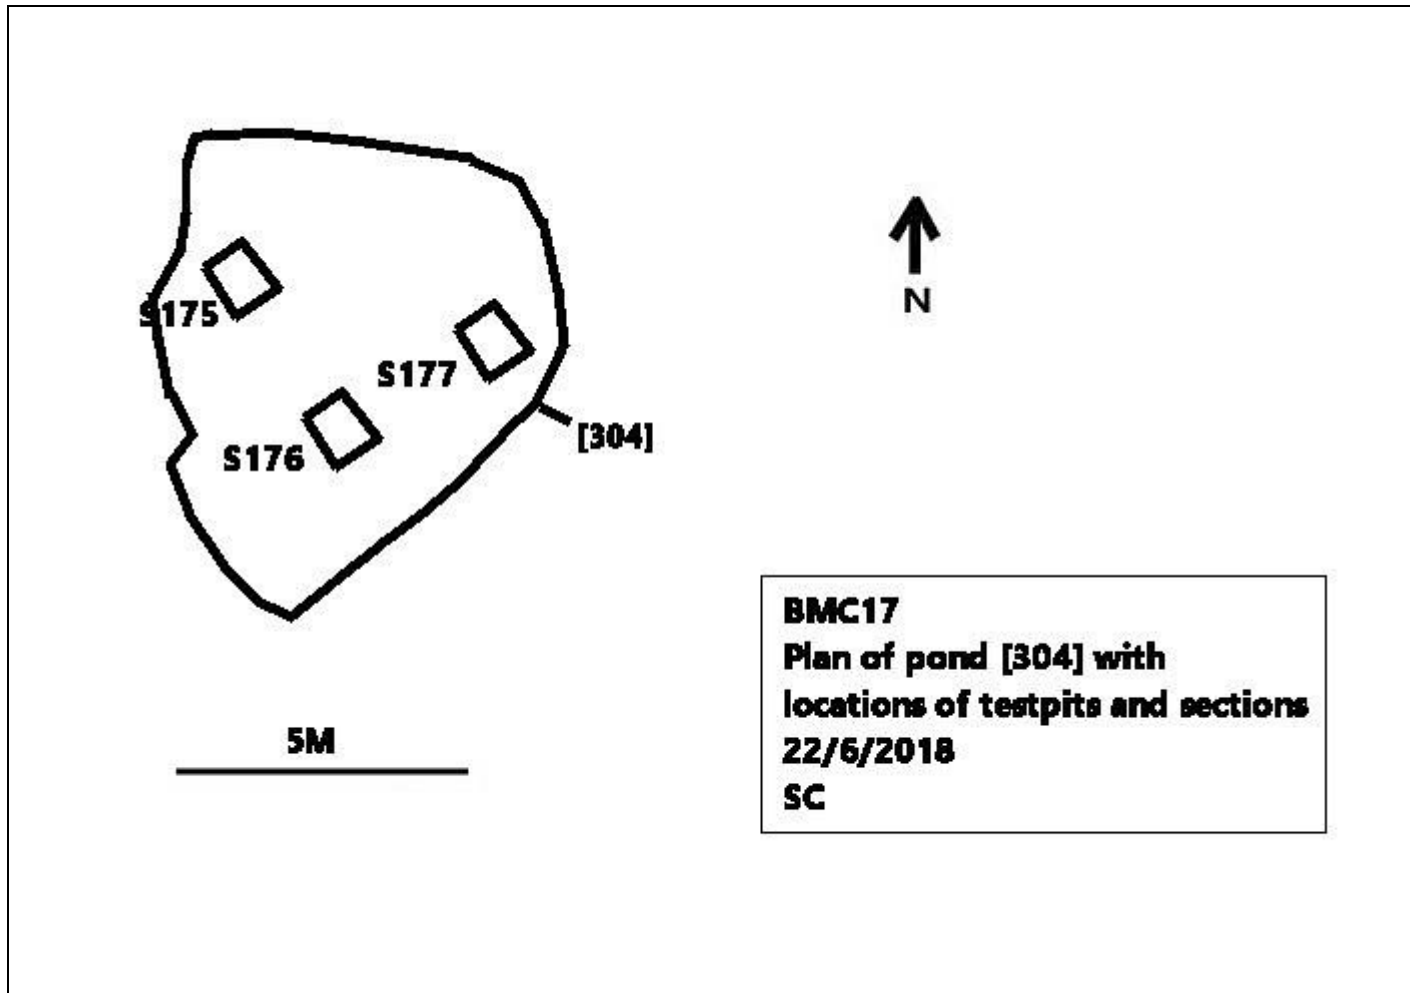 S175
N
S177
[304]
S176
BMC17
Plan of pond [304] with
locations of testpits and sections
22/6/2018
SC
5M